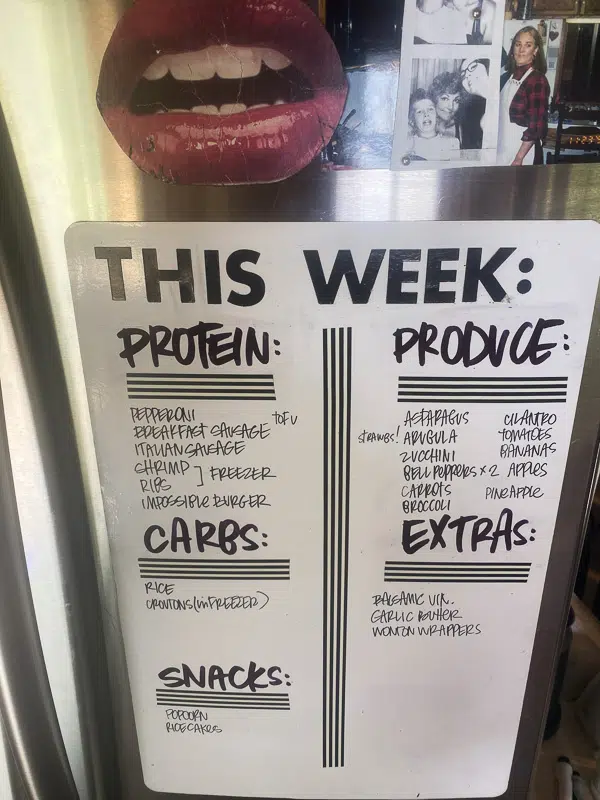 THIS WEEK:
PROTEIN:
PEPPERONI
TOFU
BREAKFAST SAUSAGE
ITALIAN SAUSAGE
SHRIMP
RIBS
] FREEZER
IMPOSSIBLE BURGER
CARBS:
RICE
CROUTONS (in FREEZER)
SNACKS:
POPCORN
RICE CAKES
PRODUCE:
ASPARAGUS
STRAWBS! ARUGULA
ZUCCHINI
BELL PEPPERS x 2
CARROTS
BROCCOLI
CILANTRO
TOMATOES
BANANAS
APPLES
PINEAPPLE
EXTRAS:
BALSAMIC VIN.
GARLIC BUTTER
WONTON WRAPPERS